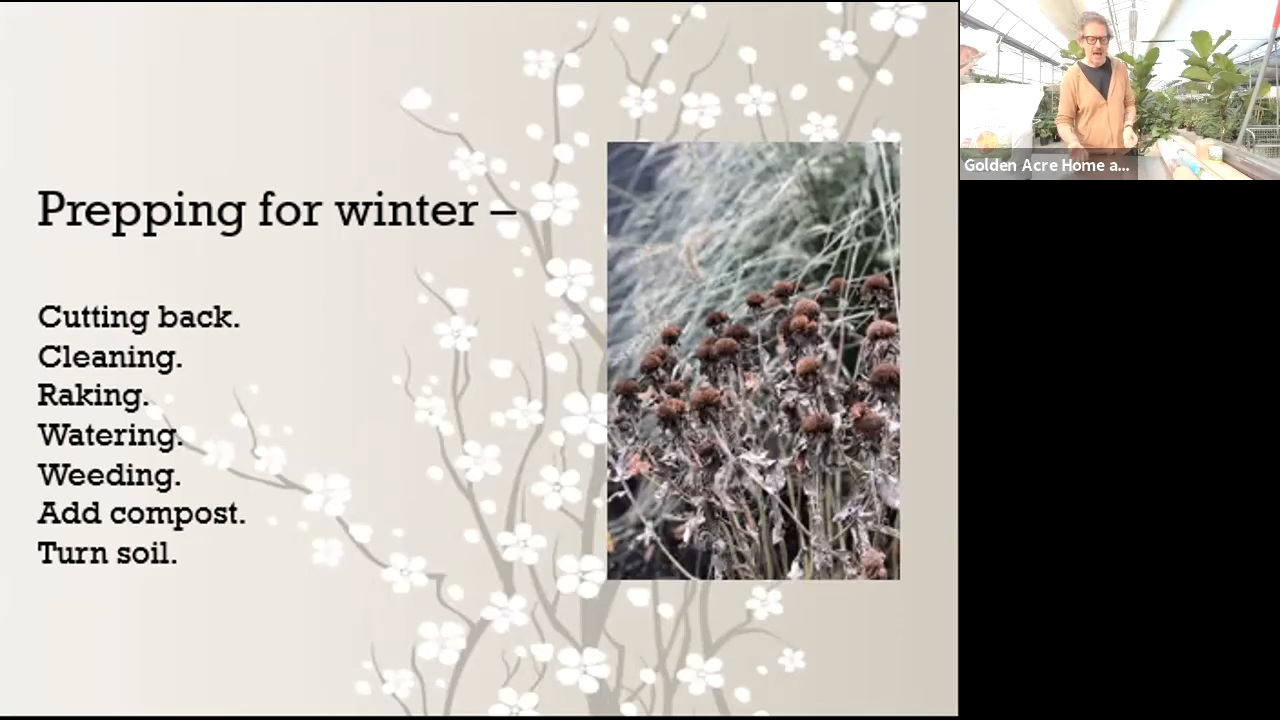 Prepping for winter –
Cutting back.
Cleaning.
Raking.
Watering.
Weeding.
Add compost.
Turn soil.
Golden Acre Home a...